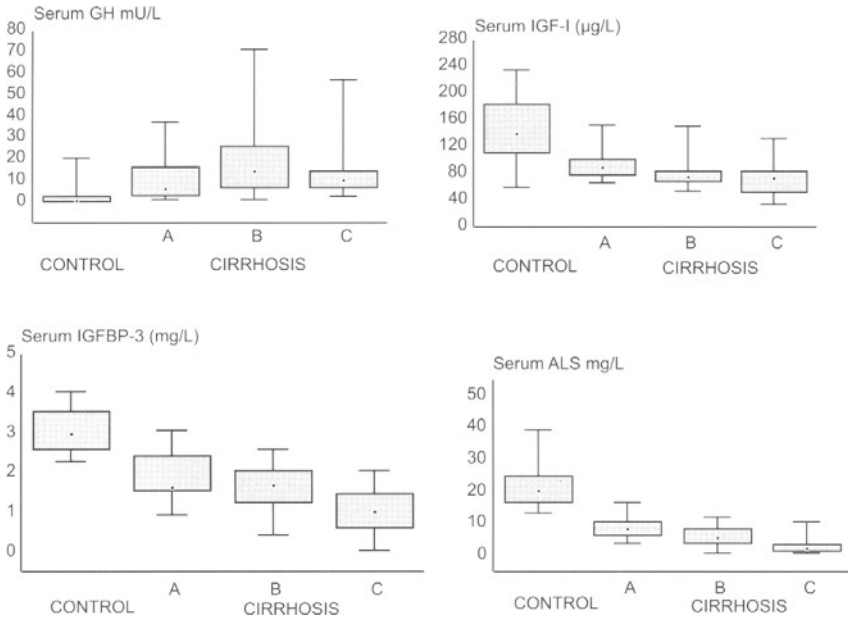 Serum GH mU/L
80
70
60
50
40
30
20
10
0
A B C
CONTROL CIRRHOSIS
Serum IGF-I (µg/L)
280
240
200
160
120
80
40
0
A B C
CONTROL CIRRHOSIS
Serum IGFBP-3 (mg/L)
5
4
3
2
1
0
A B C
CONTROL CIRRHOSIS
Serum ALS mg/L
50
40
30
20
10
0
A B C
CONTROL CIRRHOSIS